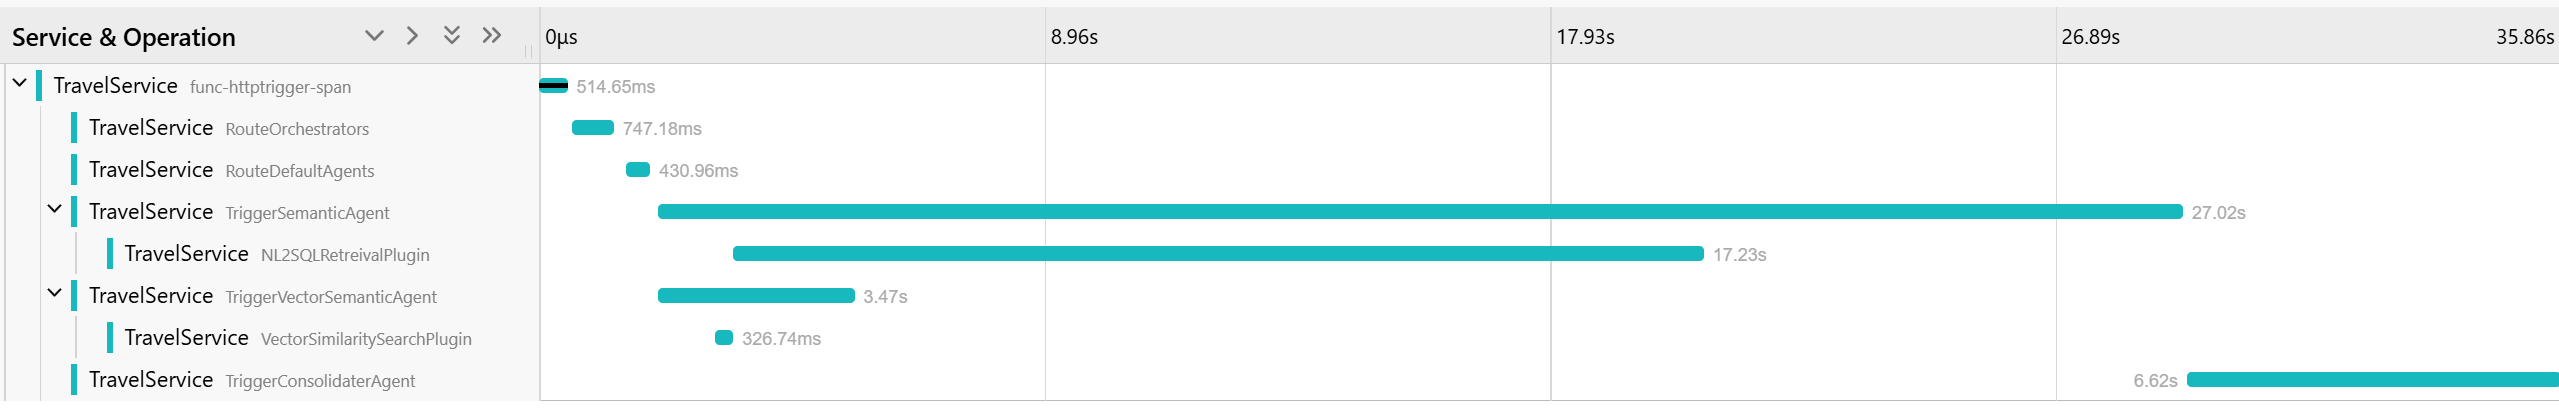 Service & Operation 0μs 8.96s 17.93s 26.89s 35.86s
TravelService func-httptrigger-span 514.65ms
TravelService RouteOrchestrators 747.18ms
TravelService RouteDefaultAgents 430.96ms
TravelService TriggerSemanticAgent 27.02s
TravelService NL2SQLRetreivalPlugin 17.23s
TravelService TriggerVectorSemanticAgent 3.47s
TravelService VectorSimilaritySearchPlugin 326.74ms
TravelService TriggerConsolidaterAgent 6.62s